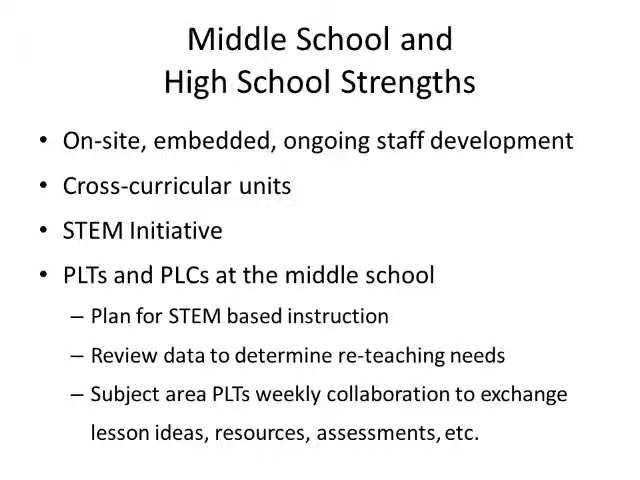 Middle School and
High School Strengths
• On-site, embedded, ongoing staff development
• Cross-curricular units
• STEM Initiative
• PLTs and PLCs at the middle school
– Plan for STEM based instruction
– Review data to determine re-teaching needs
– Subject area PLTs weekly collaboration to exchange
lesson ideas, resources, assessments, etc.